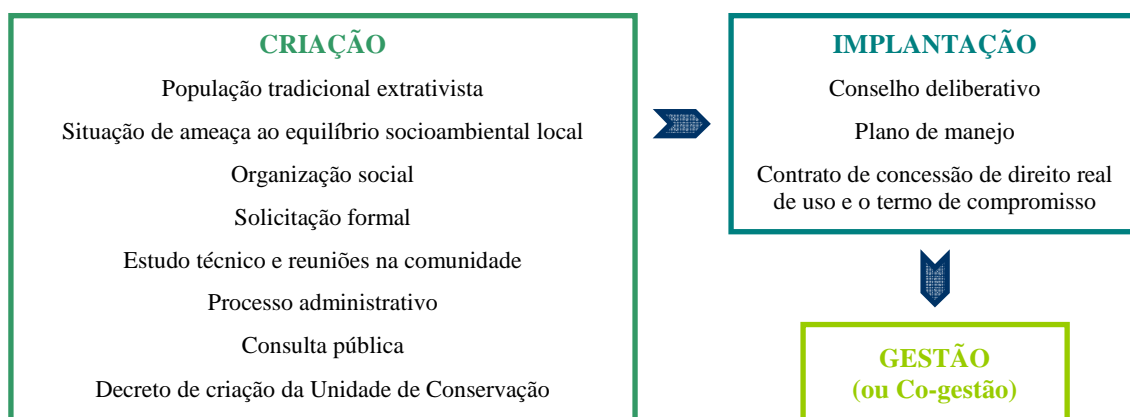 CRIAÇÃO
População tradicional extrativista
Situação de ameaça ao equilíbrio socioambiental local
Organização social
Solicitação formal
Estudo técnico e reuniões na comunidade
Processo administrativo
Consulta pública
Decreto de criação da Unidade de Conservação
IMPLANTAÇÃO
Conselho deliberativo
Plano de manejo
Contrato de concessão de direito real
de uso e o termo de compromisso
GESTÃO
(ou Co-gestão)